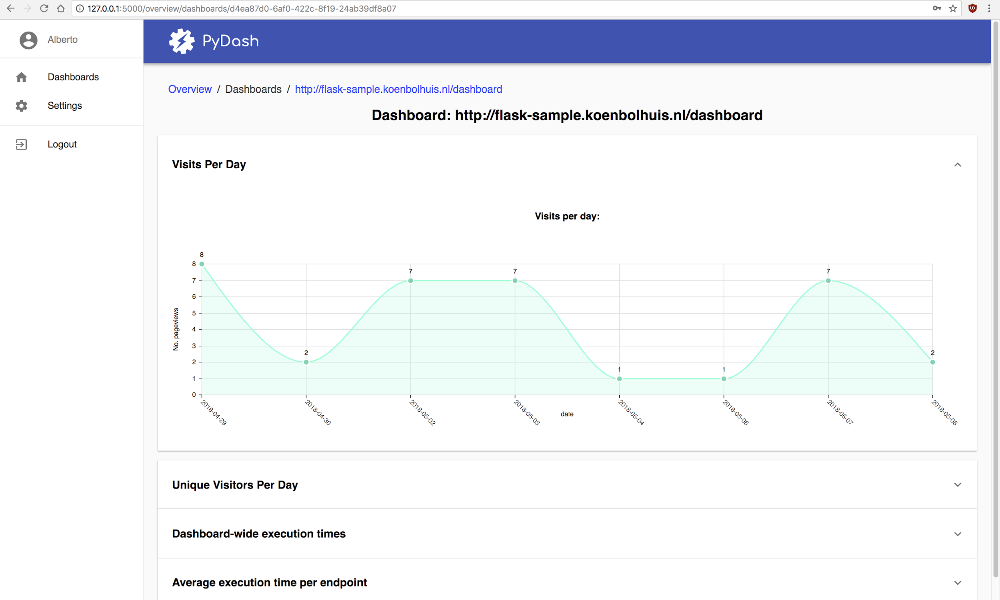 127.0.0.1:5000/overview/dashboards/d4ea87d0-6af0-422c-8f19-24ab39df8a07
Alberto
Dashboards
Settings
Logout
PyDash
Overview / Dashboards / http://flask-sample.koenbolhuis.nl/dashboard
Dashboard: http://flask-sample.koenbolhuis.nl/dashboard
Visits Per Day
Visits per day:
No. pageviews
8
7
6
5
4
3
2
1
0
8
2
7
7
1
1
7
2
2018-04-29
2018-04-30
2018-05-02
2018-05-03
2018-05-04
2018-05-06
2018-05-07
2018-05-08
date
Unique Visitors Per Day
Dashboard-wide execution times
Average execution time per endpoint